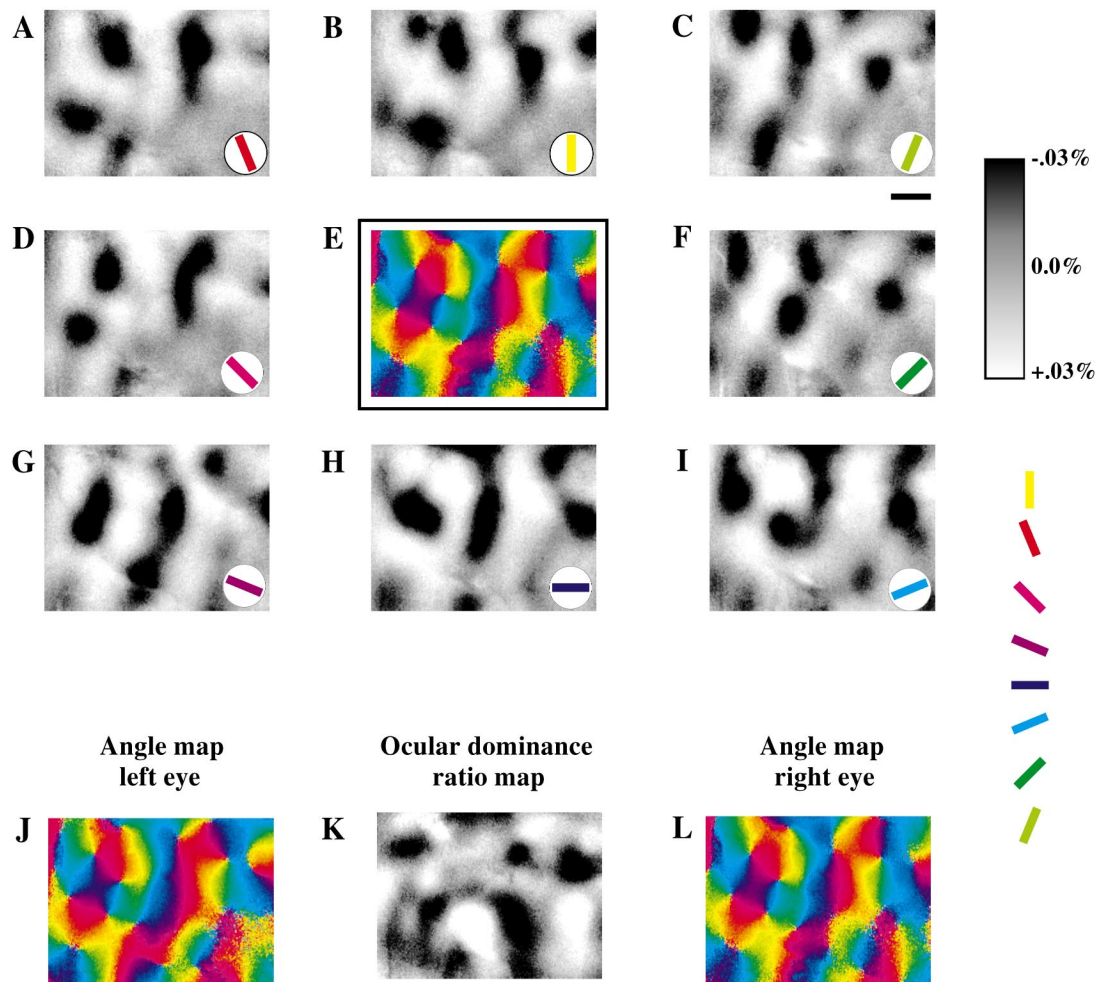 A
B
C
-.03%
D
E
F
0.0%
+.03%
G
H
I
Angle map
left eye
Ocular dominance
ratio map
Angle map
right eye
J
K
L